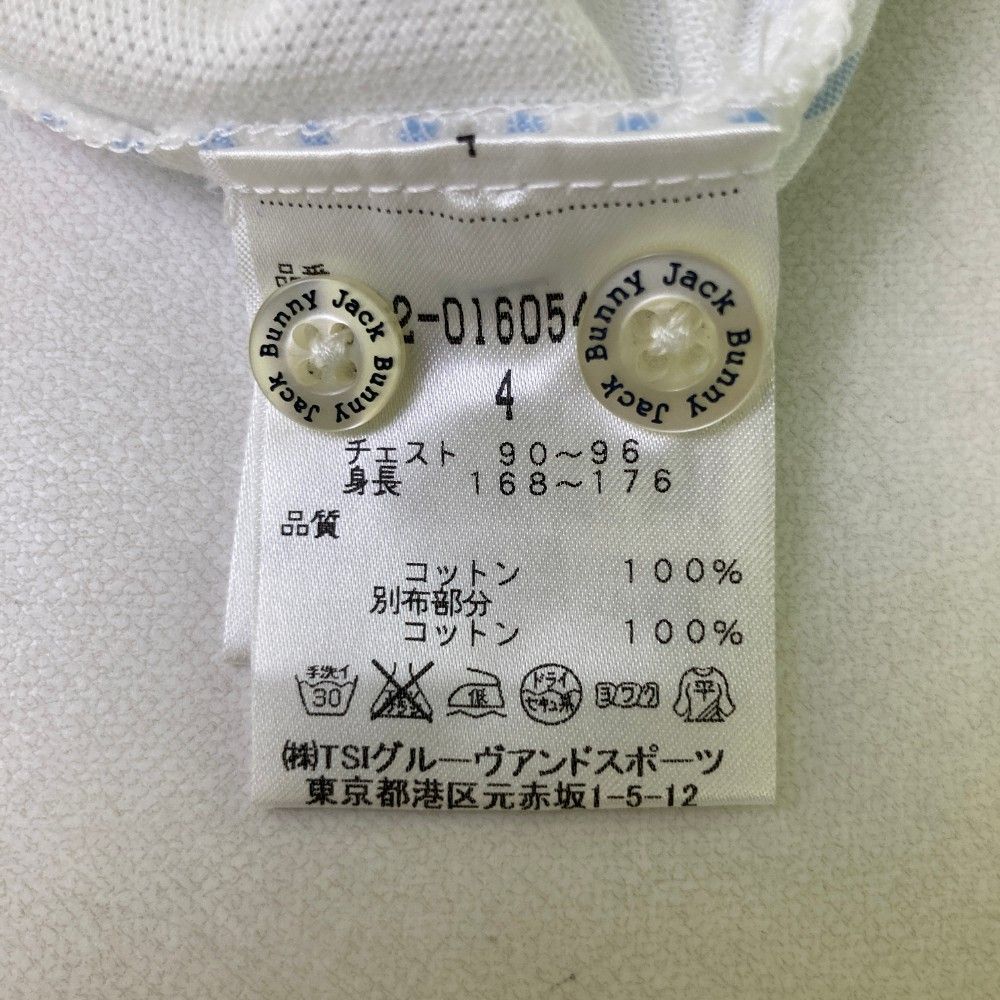 品番
2-016054
Jack Bunny Jack Bunny
Jack Bunny Jack Bunny
4
チェスト 90～96
身長 168～176
品質
コットン 100%
別布部分
コットン 100%
手洗イ
30
低
ドライ
セキユ系
ヨワク
平
(株)TSIグルーヴアンドスポーツ
東京都港区元赤坂1-5-12